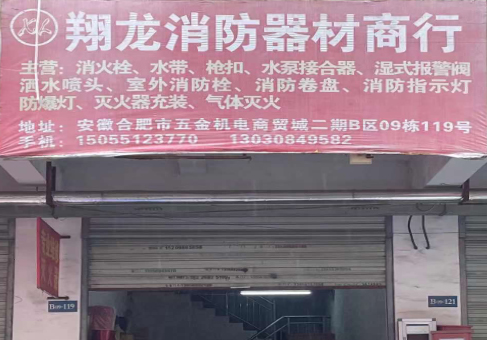 翔龙消防器材商行
主营：消火栓、水带、枪扣、水泵接合器、湿式报警阀
洒水喷头、室外消防栓、消防卷盘、消防指示灯
防爆灯、灭火器充装、气体灭火
地址：安徽合肥市五金机电商贸城二期B区09栋119号
手机：15055123770 13030849582
B09-119
B09-121